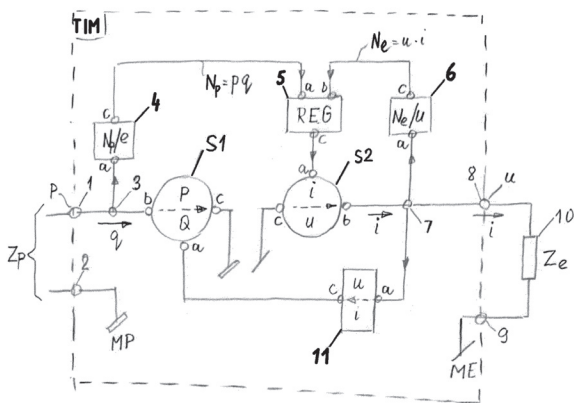 TIM
Ne=u·i
Np=pq
5
a b
REG
c
4
c
Np/e
a
6
c
Ne/u
a
S1
b
P
Q
c
a
S2
a
i
u
c
b
P
1
3
q
i
7
8
u
i
10
Ze
Zp
2
MP
c
u
i
a
11
9
ME